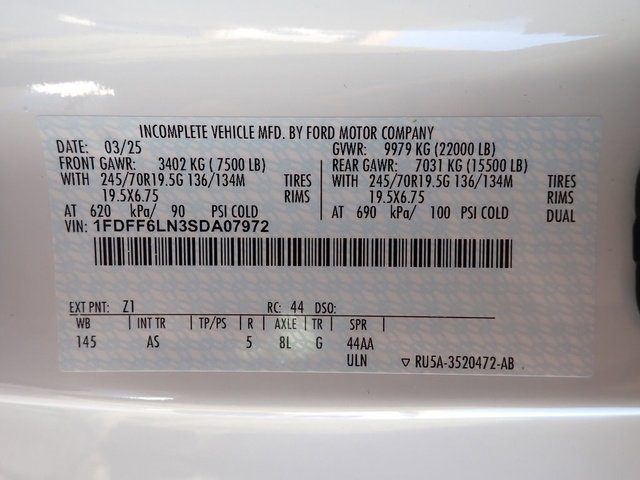 INCOMPLETE VEHICLE MFD. BY FORD MOTOR COMPANY
DATE: 03/25 GVWR: 9979 KG (22000 LB)
FRONT GAWR: 3402 KG ( 7500 LB) REAR GAWR: 7031 KG (15500 LB)
WITH 245/70R19.5G 136/134M TIRES WITH 245/70R19.5G 136/134M TIRES
19.5X6.75 RIMS 19.5X6.75 RIMS
AT 620 kPa/ 90 PSI COLD AT 690 kPa/ 100 PSI COLD DUAL
VIN: 1FDFF6LN3SDA07972
EXT PNT: Z1 RC: 44 DSO:
WB | INT TR | TP/PS | R | AXLE | TR | SPR
145 AS 5 8L G 44AA
ULN ▽ RU5A-3520472-AB